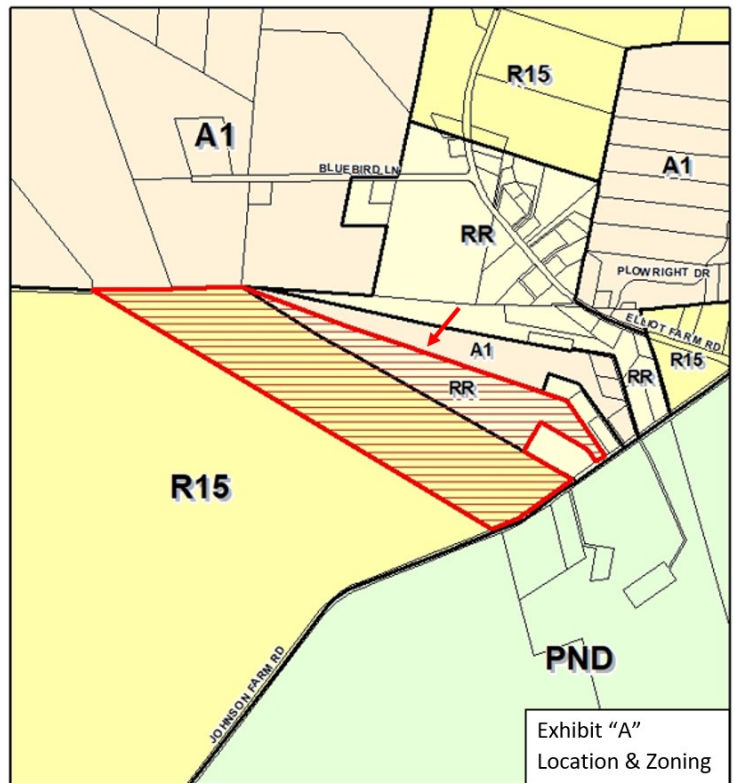 R15
A1
A1
BLUEBIRD LN
RR
PLOWRIGHT DR
ELLIOT FARM RD
A1
R15
RR
RR
R15
PND
JOHNSON FARM RD
Exhibit “A”
Location & Zoning